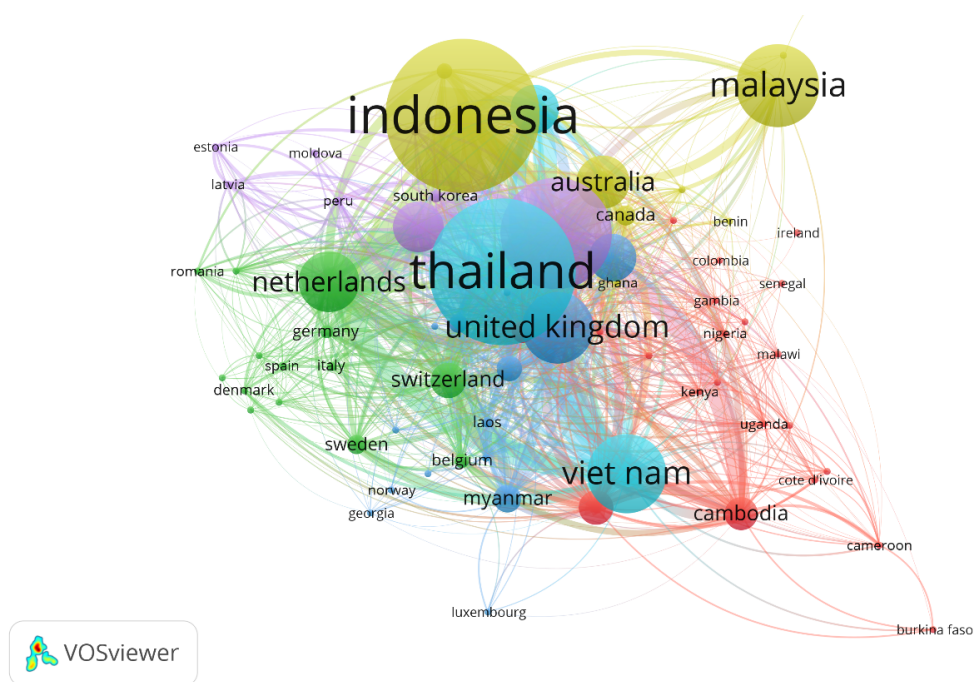 malaysia
indonesia
estonia
moldova
latvia
australia
south korea
peru
canada
benin
ireland
colombia
romania
thailand
netherlands
ghana
senegal
gambia
germany
united kingdom
nigeria
malawi
spain
italy
switzerland
denmark
kenya
laos
uganda
sweden
belgium
viet nam
cote d'ivoire
norway
myanmar
georgia
cambodia
cameroon
luxembourg
burkina faso
VOSviewer